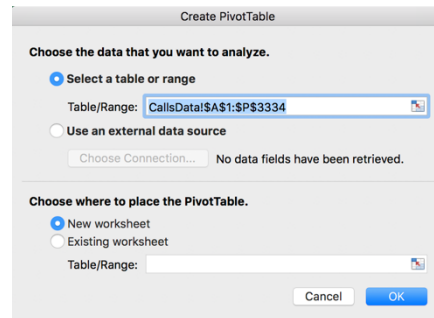 Create PivotTable
Choose the data that you want to analyze.
Select a table or range
Table/Range: CallsData!$A$1:$P$3334
Use an external data source
Choose Connection... No data fields have been retrieved.
Choose where to place the PivotTable.
New worksheet
Existing worksheet
Table/Range:
Cancel OK